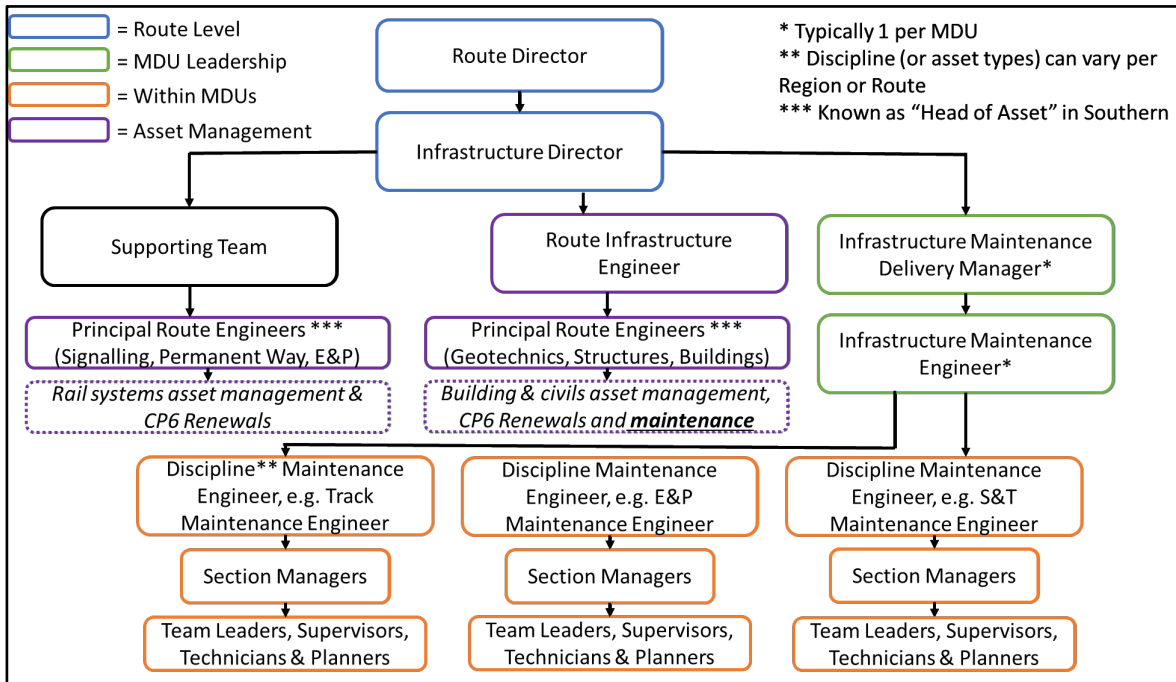 = Route Level
= MDU Leadership
= Within MDUs
= Asset Management
* Typically 1 per MDU
** Discipline (or asset types) can vary per
Region or Route
*** Known as “Head of Asset” in Southern
Route Director
Infrastructure Director
Supporting Team
Route Infrastructure
Engineer
Infrastructure Maintenance
Delivery Manager*
Principal Route Engineers ***
(Signalling, Permanent Way, E&P)
Principal Route Engineers ***
(Geotechnics, Structures, Buildings)
Infrastructure Maintenance
Engineer*
Rail systems asset management &
CP6 Renewals
Building & civils asset management,
CP6 Renewals and maintenance
Discipline** Maintenance
Engineer, e.g. Track
Maintenance Engineer
Discipline Maintenance
Engineer, e.g. E&P
Maintenance Engineer
Discipline Maintenance
Engineer, e.g. S&T
Maintenance Engineer
Section Managers
Section Managers
Section Managers
Team Leaders, Supervisors,
Technicians & Planners
Team Leaders, Supervisors,
Technicians & Planners
Team Leaders, Supervisors,
Technicians & Planners